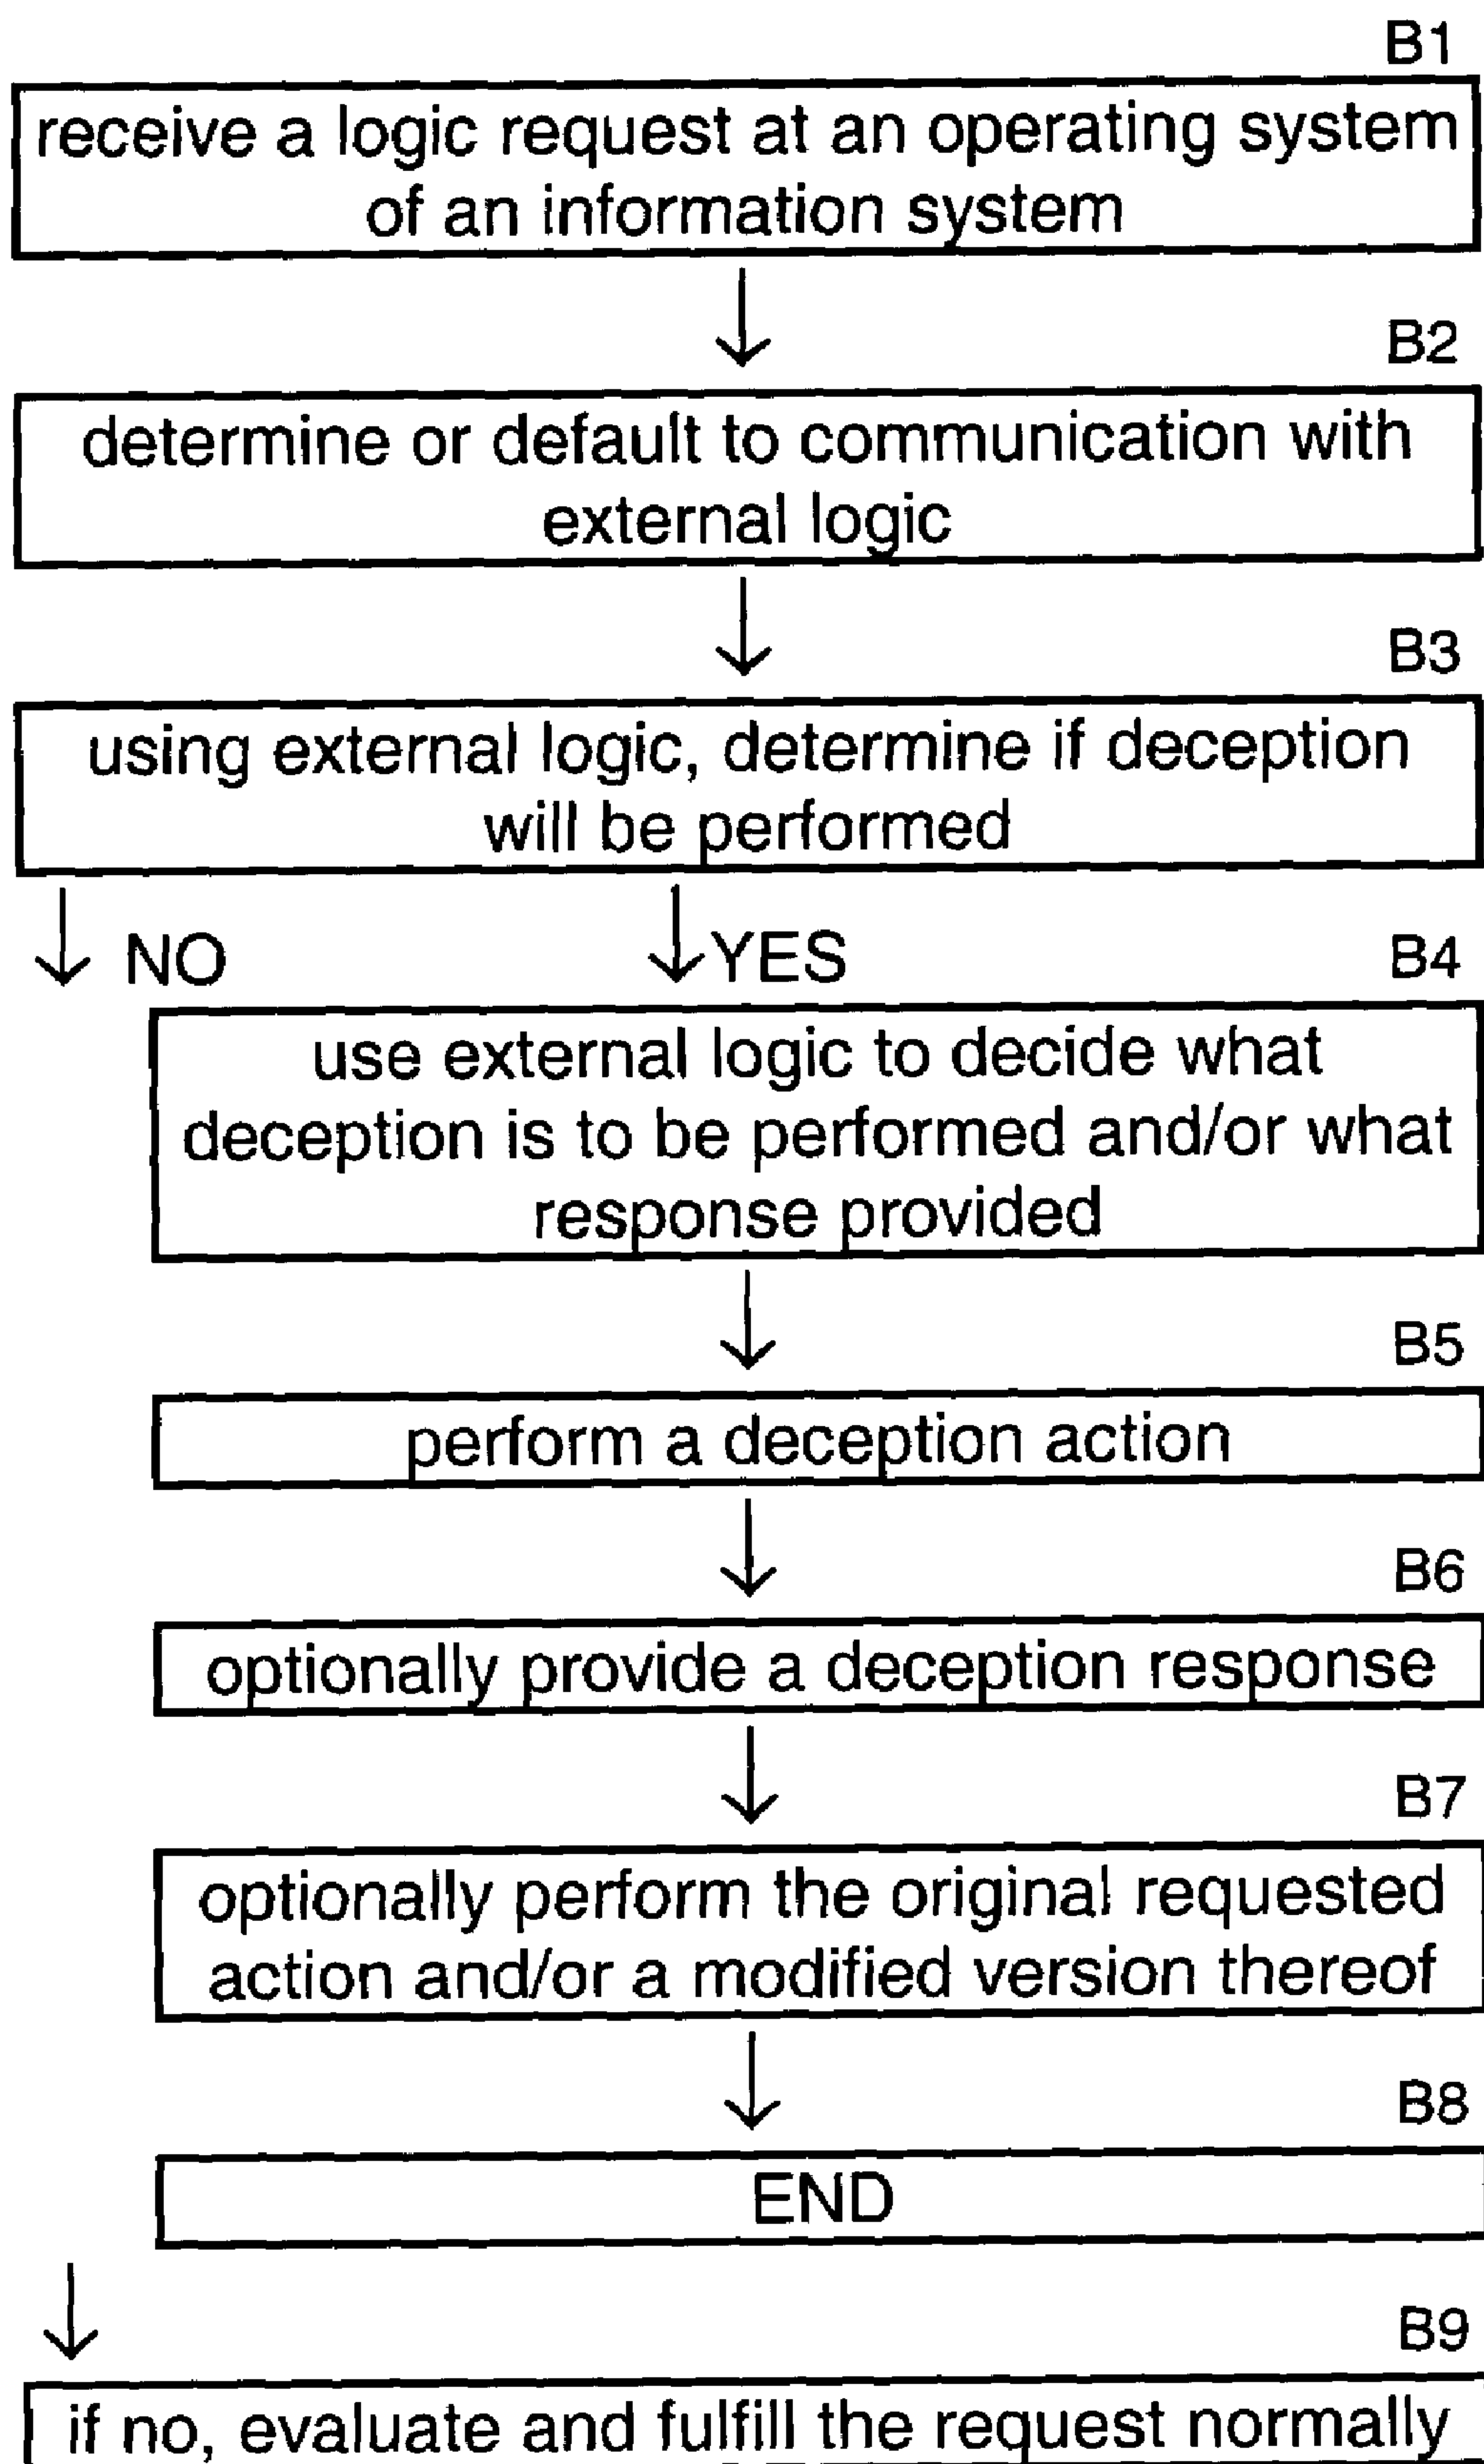 B1
receive a logic request at an operating system
of an information system
B2
determine or default to communication with
external logic
B3
using external logic, determine if deception
will be performed
NO
YES
B4
use external logic to decide what
deception is to be performed and/or what
response provided
B5
perform a deception action
B6
optionally provide a deception response
B7
optionally perform the original requested
action and/or a modified version thereof
B8
END
B9
if no, evaluate and fulfill the request normally